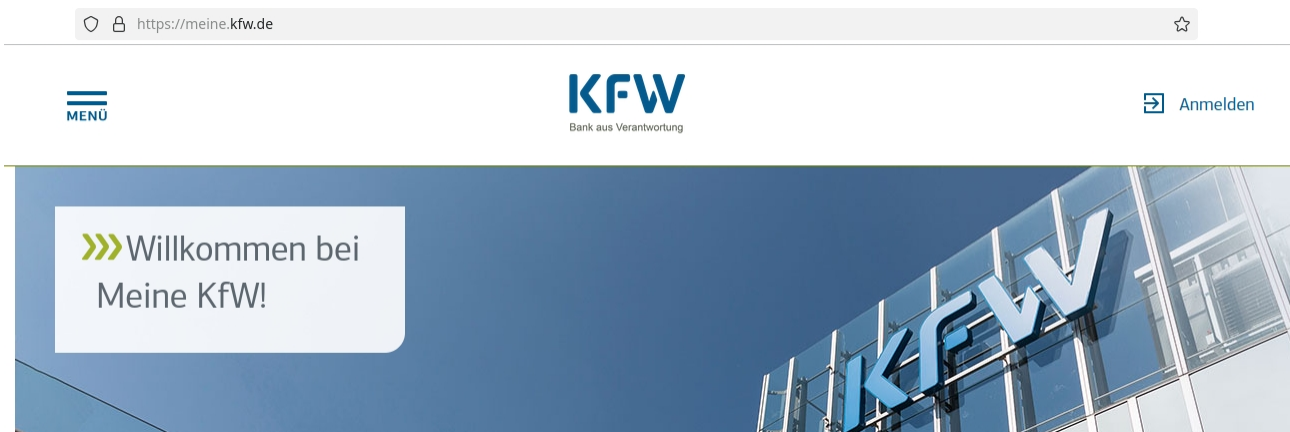 https://meine.kfw.de
MENÜ
KFW
Bank aus Verantwortung
Anmelden
Willkommen bei
Meine KfW!
KfW